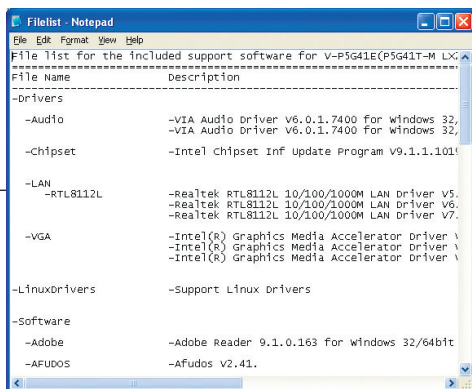 Filelist - Notepad
File Edit Format View Help
File list for the included support software for V-P5G41E(P5G41T-M LX
File Name Description
-Drivers
-Audio -VIA Audio Driver V6.0.1.7400 for Windows 32/
-VIA Audio Driver V6.0.1.7400 for Windows 32/
-Chipset -Intel Chipset Inf Update Program V9.1.1.101
-LAN
-RTL8112L -Realtek RTL8112L 10/100/1000M LAN Driver V5.
-Realtek RTL8112L 10/100/1000M LAN Driver V6.
-Realtek RTL8112L 10/100/1000M LAN Driver V7.
-VGA -Intel(R) Graphics Media Accelerator Driver
-Intel(R) Graphics Media Accelerator Driver
-Intel(R) Graphics Media Accelerator Driver
-LinuxDrivers -Support Linux Drivers
-Software
-Adobe -Adobe Reader 9.1.0.163 for Windows 32/64bit
-AFUDOS -Afudos V2.41.